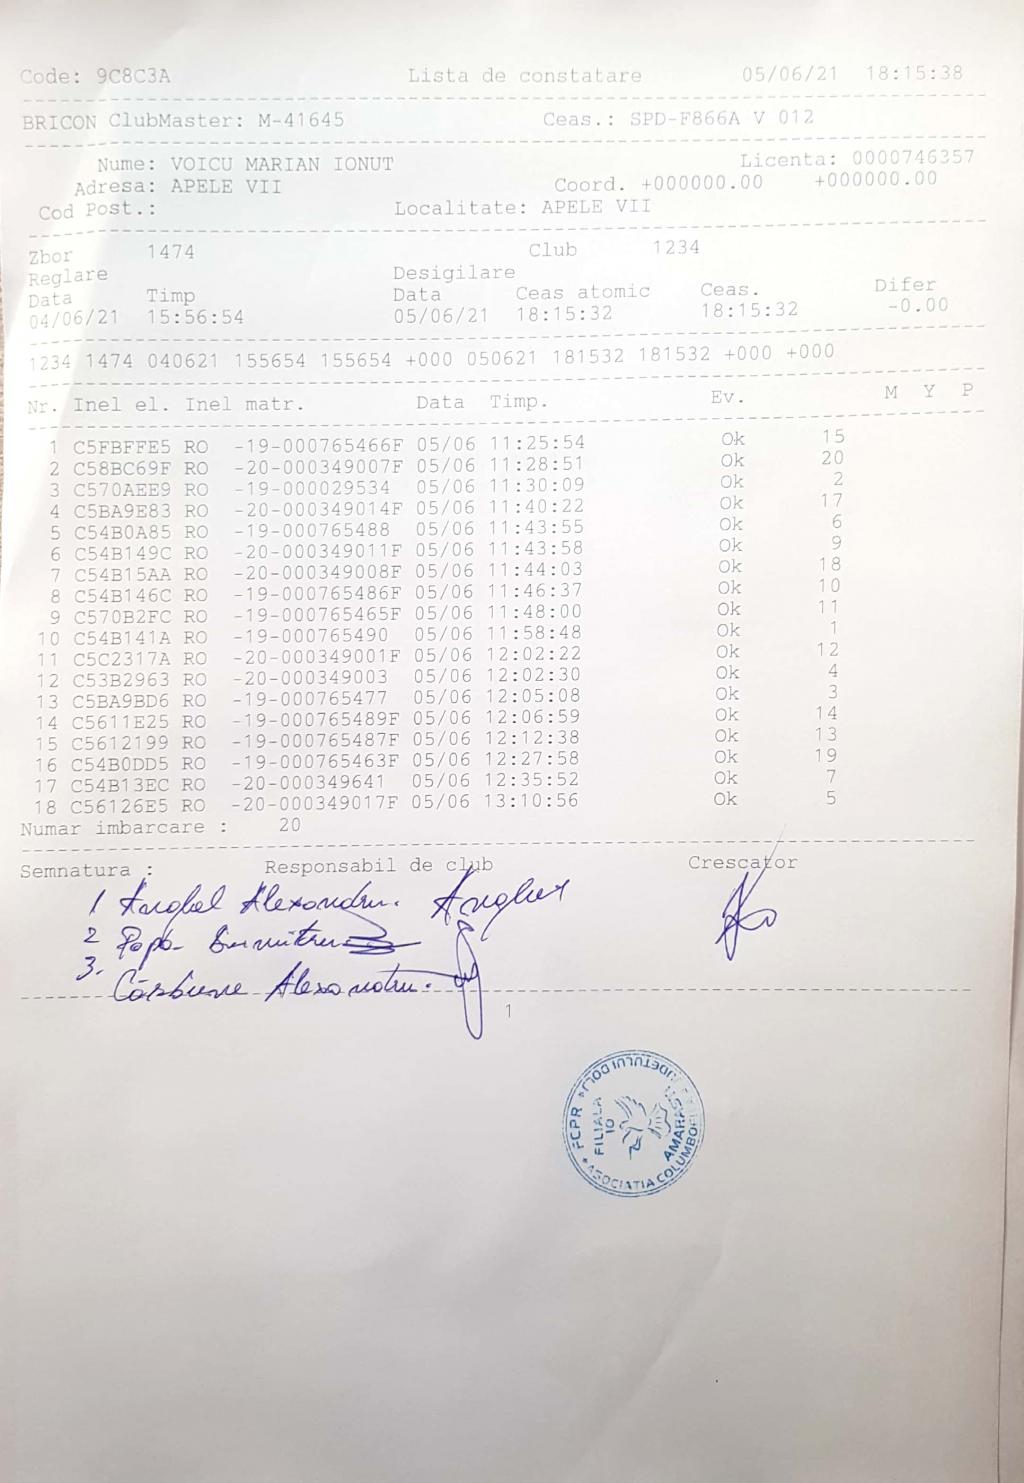 Code: 9C8C3A Lista de constatare 05/06/21 18:15:38
BRICON ClubMaster: M-41645 Ceas.: SPD-F866A V 012
Nume: VOICU MARIAN IONUT Licenta: 0000746357
Adresa: APELE VII Coord. +000000.00 +000000.00
Cod Post.: Localitate: APELE VII
Zbor 1474 Club 1234
Reglare Desigilare
Data Timp Data Ceas atomic Ceas. Difer
04/06/21 15:56:54 05/06/21 18:15:32 18:15:32 -0.00
1234 1474 040621 155654 155654 +000 050621 181532 181532 +000 +000
Nr. Inel el. Inel matr. Data Timp. Ev. M Y P
1 C5FBFFE5 RO -19-000765466F 05/06 11:25:54 Ok 15
2 C58BC69F RO -20-000349007F 05/06 11:28:51 Ok 20
3 C570AEE9 RO -19-000029534 05/06 11:30:09 Ok 2
4 C5BA9E83 RO -20-000349014F 05/06 11:40:22 Ok 17
5 C54B0A85 RO -19-000765488 05/06 11:43:55 Ok 6
6 C54B149C RO -20-000349011F 05/06 11:43:58 Ok 9
7 C54B15AA RO -20-000349008F 05/06 11:44:03 Ok 18
8 C54B146C RO -19-000765486F 05/06 11:46:37 Ok 10
9 C570B2FC RO -19-000765465F 05/06 11:48:00 Ok 11
10 C54B141A RO -19-000765490 05/06 11:58:48 Ok 1
11 C5C2317A RO -20-000349001F 05/06 12:02:22 Ok 12
12 C53B2963 RO -20-000349003 05/06 12:02:30 Ok 4
13 C5BA9BD6 RO -19-000765477 05/06 12:05:08 Ok 3
14 C5611E25 RO -19-000765489F 05/06 12:06:59 Ok 14
15 C5612199 RO -19-000765487F 05/06 12:12:38 Ok 13
16 C54B0DD5 RO -19-000765463F 05/06 12:27:58 Ok 19
17 C54B13EC RO -20-000349641 05/06 12:35:52 Ok 7
18 C56126E5 RO -20-000349017F 05/06 13:10:56 Ok 5
Numar imbarcare : 20
Semnatura : Responsabil de club Crescator
1 Anghel Alexandru. Anghel
2 Popa Dumitru
3. Cărbune Alexandru.
1
FCPR
FILIALA
10
AMARAS
ASOCIATIA COLUMBOFI